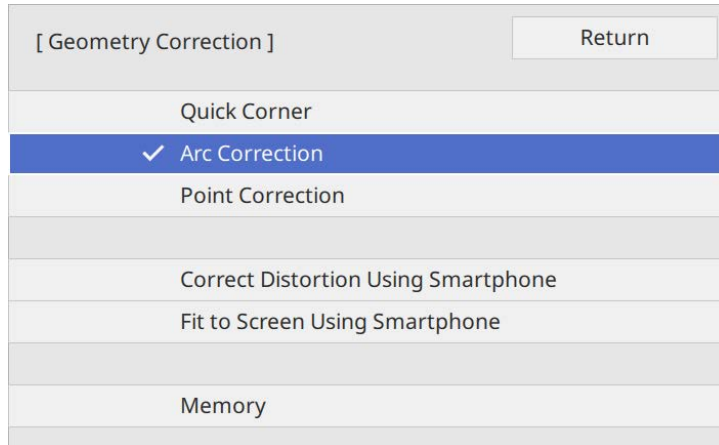 [ Geometry Correction ]
Return
Quick Corner
Arc Correction
Point Correction
Correct Distortion Using Smartphone
Fit to Screen Using Smartphone
Memory